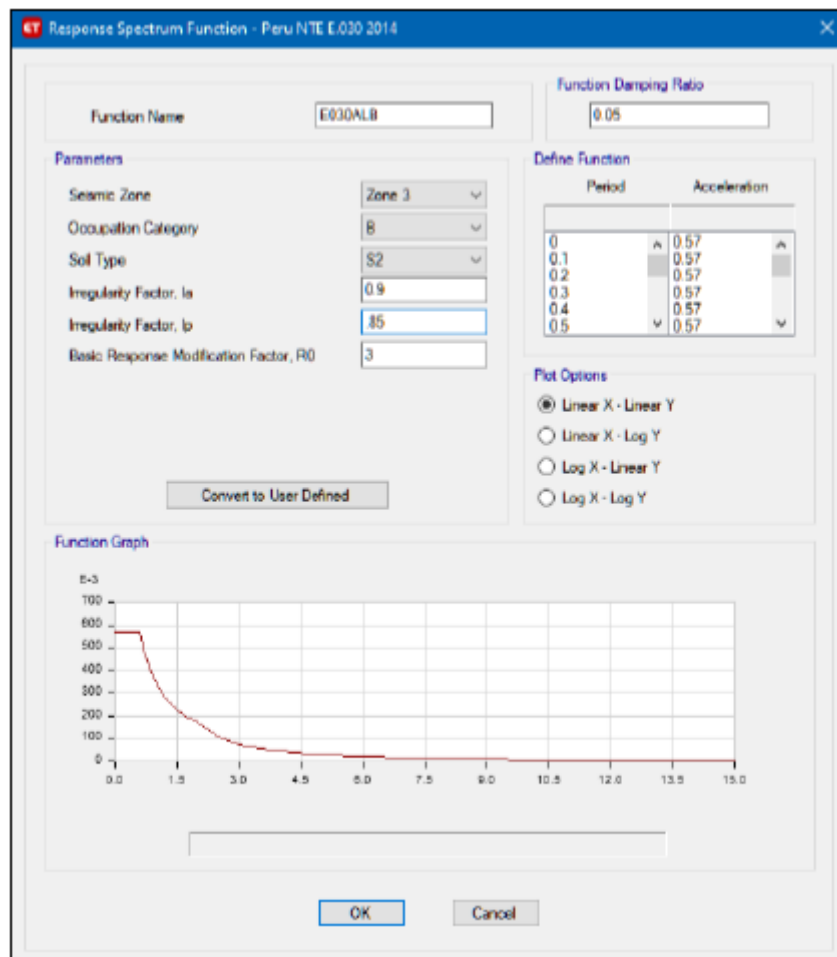 ET Response Spectrum Function - Peru NTE E.030 2014
Function Name
E030ALB
Function Damping Ratio
0.05
Parameters
Seismic Zone
Zone 3
Occupation Category
B
Soil Type
S2
Irregularity Factor, Ia
0.9
Irregularity Factor, Ip
.85
Basic Response Modification Factor, R0
3
Convert to User Defined
Define Function
Period Acceleration
0 0.57
0.1 0.57
0.2 0.57
0.3 0.57
0.4 0.57
0.5 0.57
Plot Options
Linear X - Linear Y
Linear X - Log Y
Log X - Linear Y
Log X - Log Y
Function Graph
E-3
700
600
500
400
300
200
100
0
0.0 1.5 3.0 4.5 6.0 7.5 9.0 10.5 12.0 13.5 15.0
OK Cancel